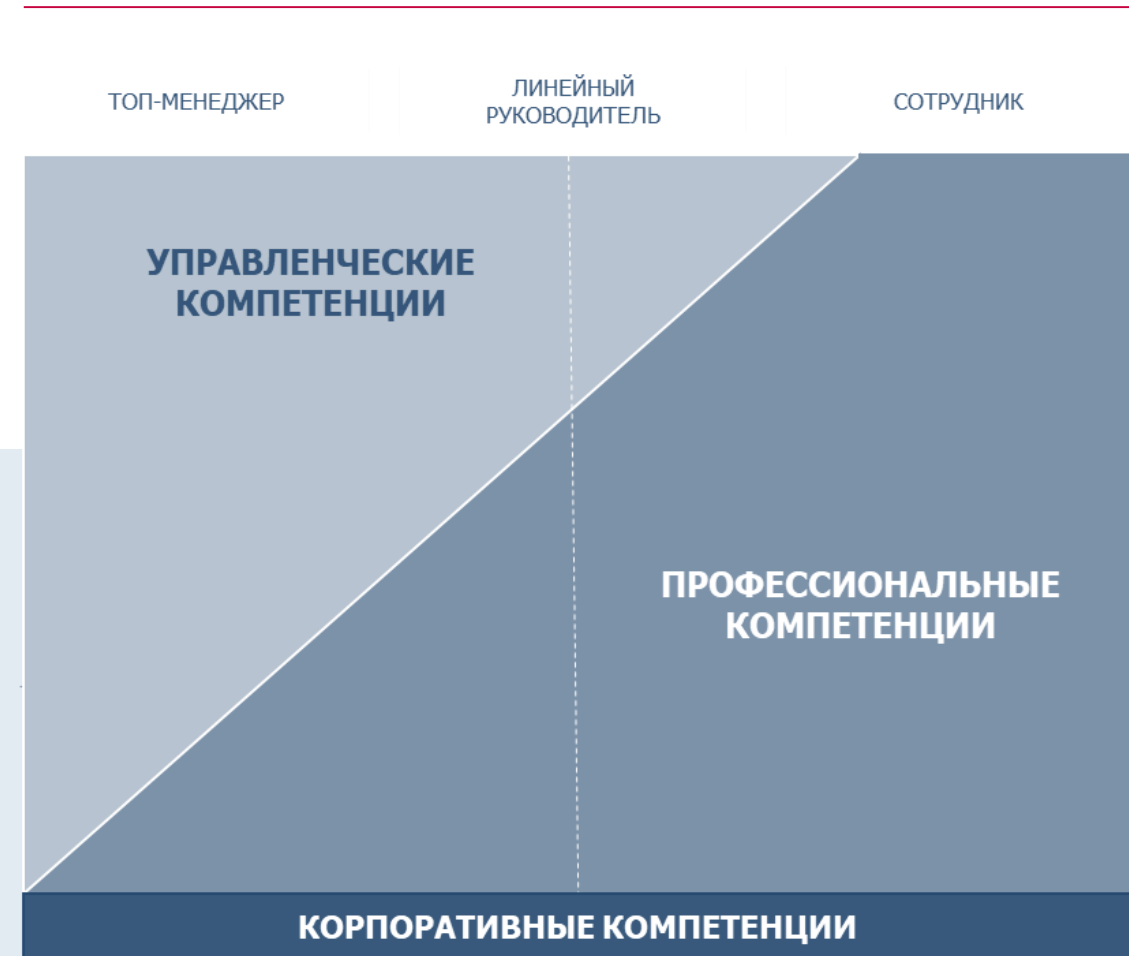 ТОП-МЕНЕДЖЕР
ЛИНЕЙНЫЙ
РУКОВОДИТЕЛЬ
СОТРУДНИК
УПРАВЛЕНЧЕСКИЕ
КОМПЕТЕНЦИИ
ПРОФЕССИОНАЛЬНЫЕ
КОМПЕТЕНЦИИ
КОРПОРАТИВНЫЕ КОМПЕТЕНЦИИ